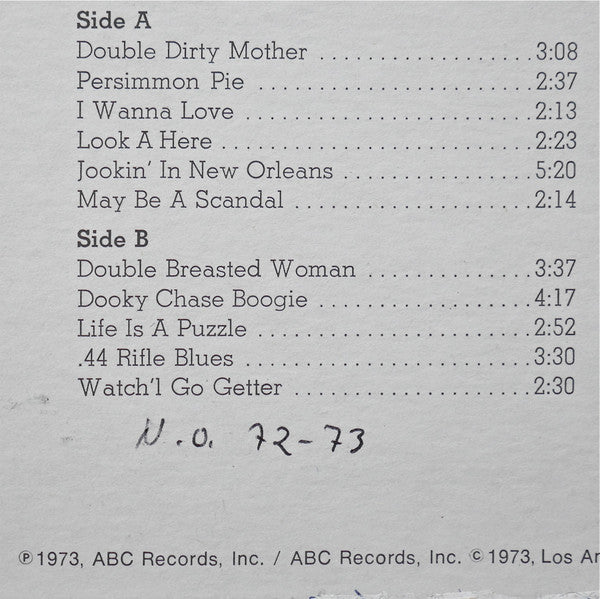 Side A
Double Dirty Mother ................ 3:08
Persimmon Pie ................ 2:37
I Wanna Love ................ 2:13
Look A Here ................ 2:23
Jookin' In New Orleans ................ 5:20
May Be A Scandal ................ 2:14
Side B
Double Breasted Woman ................ 3:37
Dooky Chase Boogie ................ 4:17
Life Is A Puzzle ................ 2:52
.44 Rifle Blues ................ 3:30
Watch'l Go Getter ................ 2:30
N.O. 72-73
℗1973, ABC Records, Inc. / ABC Records, Inc. ©1973, Los